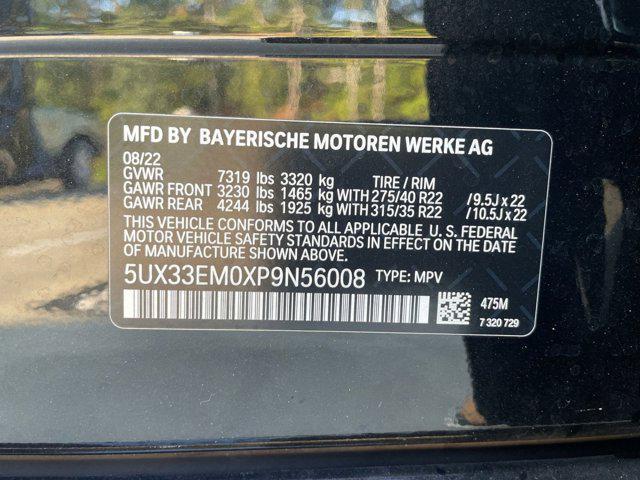 MFD BY BAYERISCHE MOTOREN WERKE AG
08/22
GVWR 7319 lbs 3320 kg TIRE / RIM
GAWR FRONT 3230 lbs 1465 kg WITH 275/40 R22 / 9.5J x 22
GAWR REAR 4244 lbs 1925 kg WITH 315/35 R22 / 10.5J x 22
THIS VEHICLE CONFORMS TO ALL APPLICABLE U. S. FEDERAL
MOTOR VEHICLE SAFETY STANDARDS IN EFFECT ON THE
DATE OF MANUFACTURE SHOWN ABOVE.
5UX33EM0XP9N56008 TYPE: MPV
475M
7 320 729